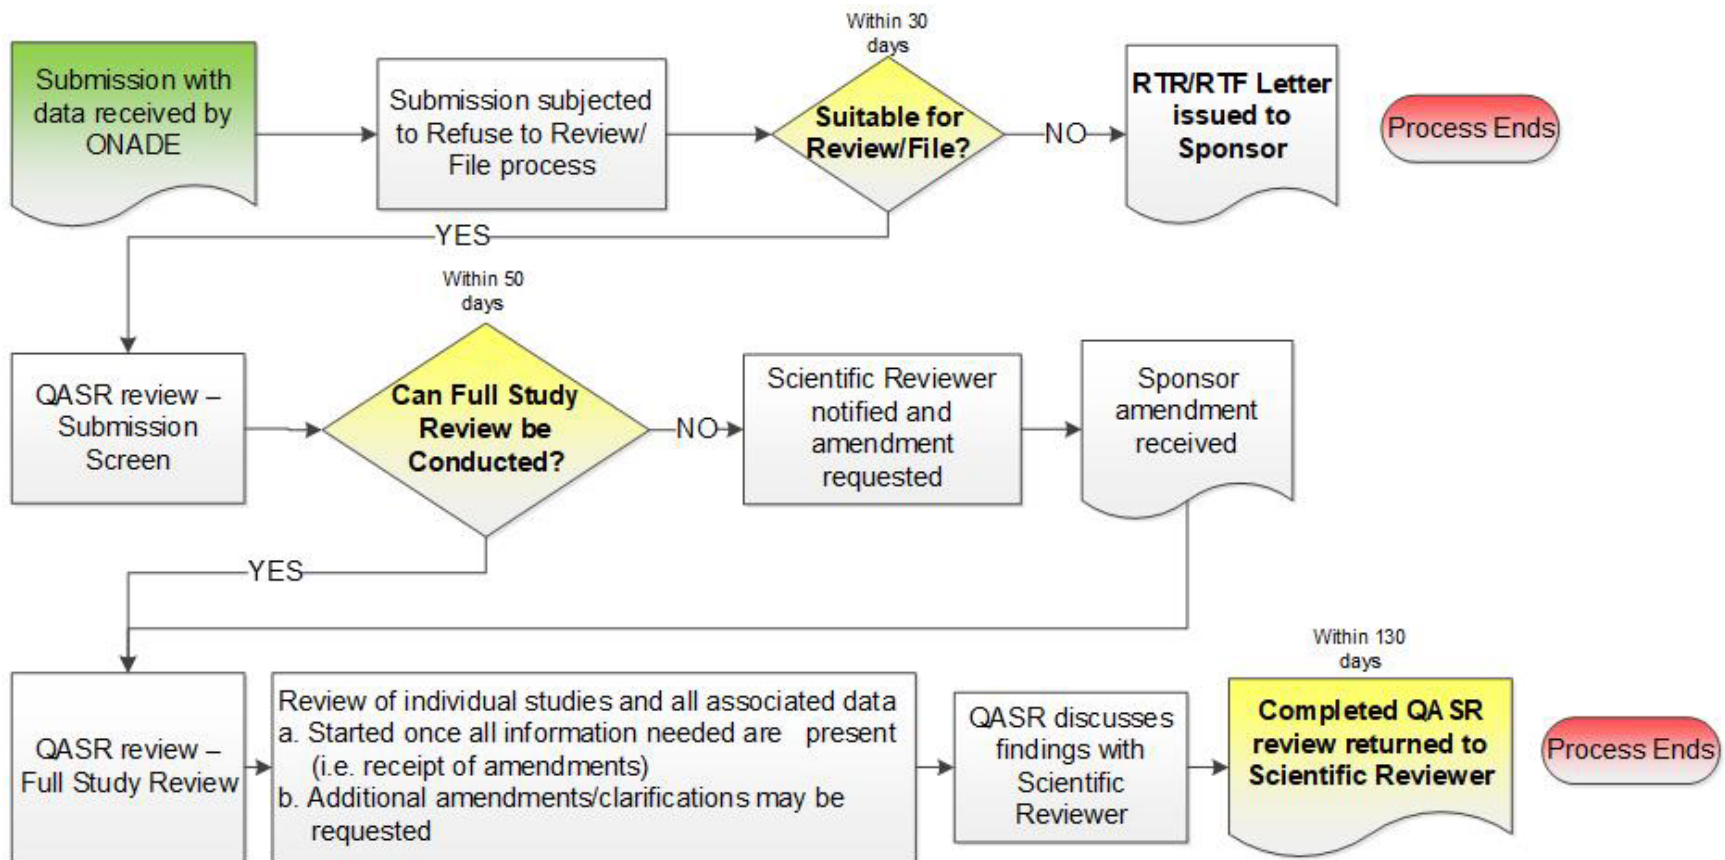 Within 30
days
Submission with
data received by
ONADE
Submission subjected
to Refuse to Review/
File process
Suitable for
Review/File?
NO
RTR/RTF Letter
issued to
Sponsor
Process Ends
YES
Within 50
days
QASR review –
Submission
Screen
Can Full Study
Review be
Conducted?
NO
Scientific Reviewer
notified and
amendment
requested
Sponsor
amendment
received
YES
Within 130
days
QASR review –
Full Study Review
Review of individual studies and all associated data
a. Started once all information needed are present
(i.e. receipt of amendments)
b. Additional amendments/clarifications may be
requested
QASR discusses
findings with
Scientific
Reviewer
Completed QASR
review returned to
Scientific Reviewer
Process Ends